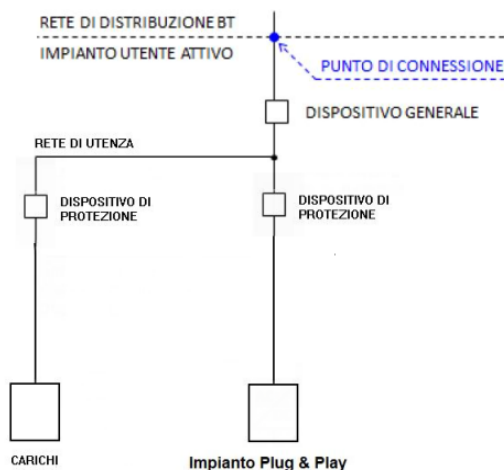 RETE DI DISTRIBUZIONE BT
IMPIANTO UTENTE ATTIVO
PUNTO DI CONNESSIONE
DISPOSITIVO GENERALE
RETE DI UTENZA
DISPOSITIVO DI
PROTEZIONE
DISPOSITIVO DI
PROTEZIONE
CARICHI
Impianto Plug & Play